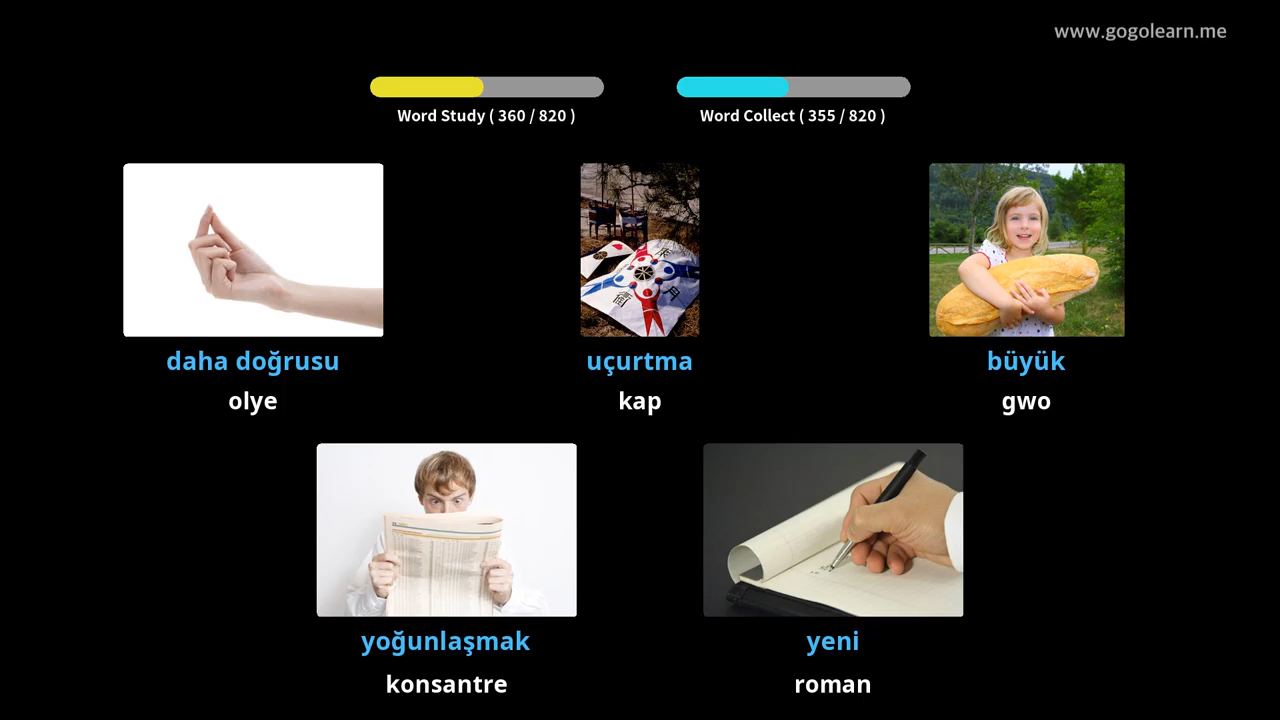 www.gogolearn.me
Word Study ( 360 / 820 )
Word Collect ( 355 / 820 )
daha doğrusu
uçurtma
büyük
olye
kap
gwo
yoğunlaşmak
yeni
konsantre
roman